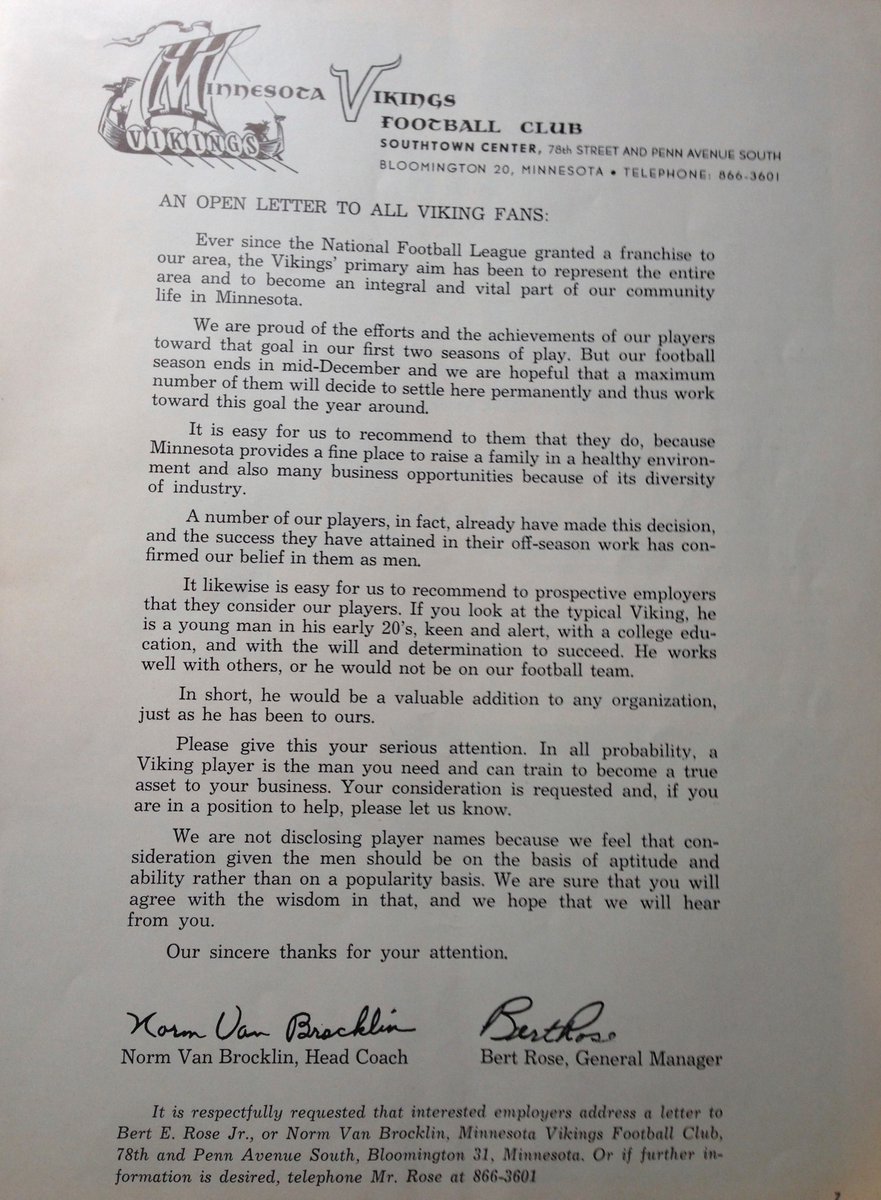 MINNESOTA VIKINGS
VIKINGS
FOOTBALL CLUB
SOUTHTOWN CENTER, 78th STREET AND PENN AVENUE SOUTH
BLOOMINGTON 20, MINNESOTA • TELEPHONE: 866-3601
AN OPEN LETTER TO ALL VIKING FANS:
Ever since the National Football League granted a franchise to
our area, the Vikings' primary aim has been to represent the entire
area and to become an integral and vital part of our community
life in Minnesota.
We are proud of the efforts and the achievements of our players
toward that goal in our first two seasons of play. But our football
season ends in mid-December and we are hopeful that a maximum
number of them will decide to settle here permanently and thus work
toward this goal the year around.
It is easy for us to recommend to them that they do, because
Minnesota provides a fine place to raise a family in a healthy environ-
ment and also many business opportunities because of its diversity
of industry.
A number of our players, in fact, already have made this decision,
and the success they have attained in their off-season work has con-
firmed our belief in them as men.
It likewise is easy for us to recommend to prospective employers
that they consider our players. If you look at the typical Viking, he
is a young man in his early 20's, keen and alert, with a college edu-
cation, and with the will and determination to succeed. He works
well with others, or he would not be on our football team.
In short, he would be a valuable addition to any organization,
just as he has been to ours.
Please give this your serious attention. In all probability, a
Viking player is the man you need and can train to become a true
asset to your business. Your consideration is requested and, if you
are in a position to help, please let us know.
We are not disclosing player names because we feel that con-
sideration given the men should be on the basis of aptitude and
ability rather than on a popularity basis. We are sure that you will
agree with the wisdom in that, and we hope that we will hear
from you.
Our sincere thanks for your attention.
Norm Van Brocklin Bert Rose
Norm Van Brocklin, Head Coach Bert Rose, General Manager
It is respectfully requested that interested employers address a letter to
Bert E. Rose Jr., or Norm Van Brocklin, Minnesota Vikings Football Club,
78th and Penn Avenue South, Bloomington 31, Minnesota. Or if further in-
formation is desired, telephone Mr. Rose at 866-3601